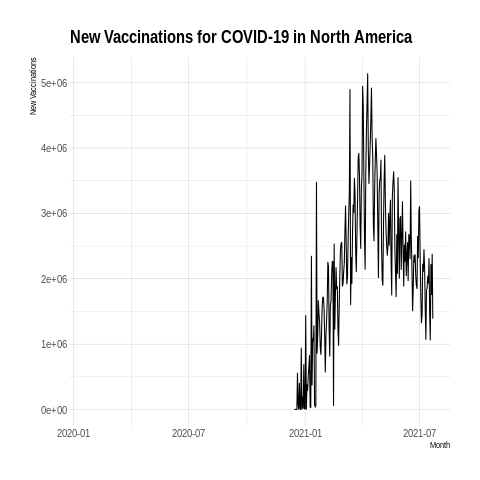 New Vaccinations for COVID-19 in North America
New Vaccinations
5e+06
4e+06
3e+06
2e+06
1e+06
0e+00
2020-01
2020-07
2021-01
2021-07
Month